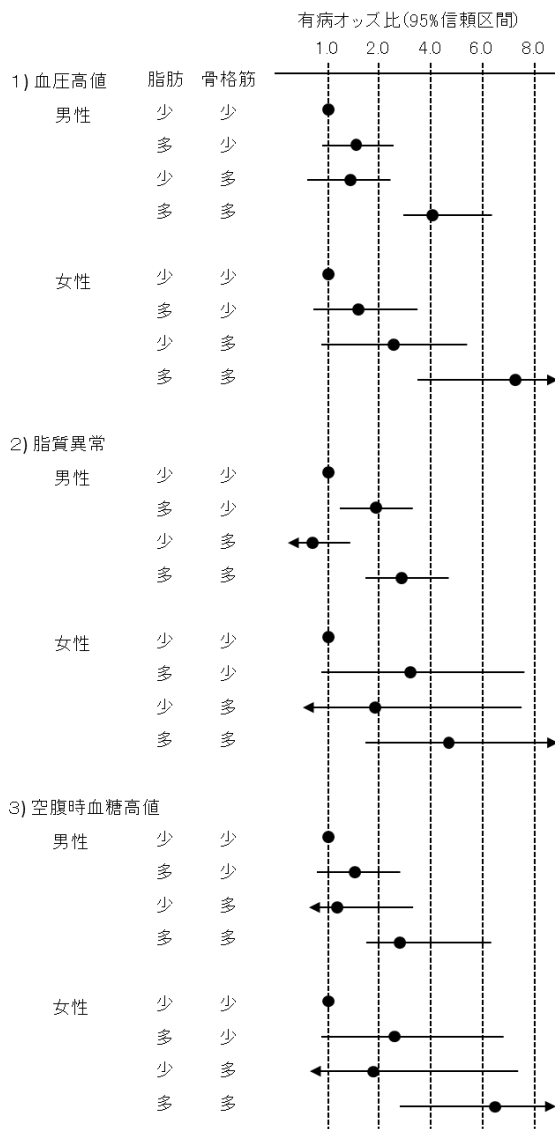 有病オッズ比(95%信頼区間)
1.0 2.0 4.0 6.0 8.0
1) 血圧高値 脂肪 骨格筋
男性 少 少
多 少
少 多
多 多
女性 少 少
多 少
少 多
多 多
2) 脂質異常
男性 少 少
多 少
少 多
多 多
女性 少 少
多 少
少 多
多 多
3) 空腹時血糖高値
男性 少 少
多 少
少 多
多 多
女性 少 少
多 少
少 多
多 多